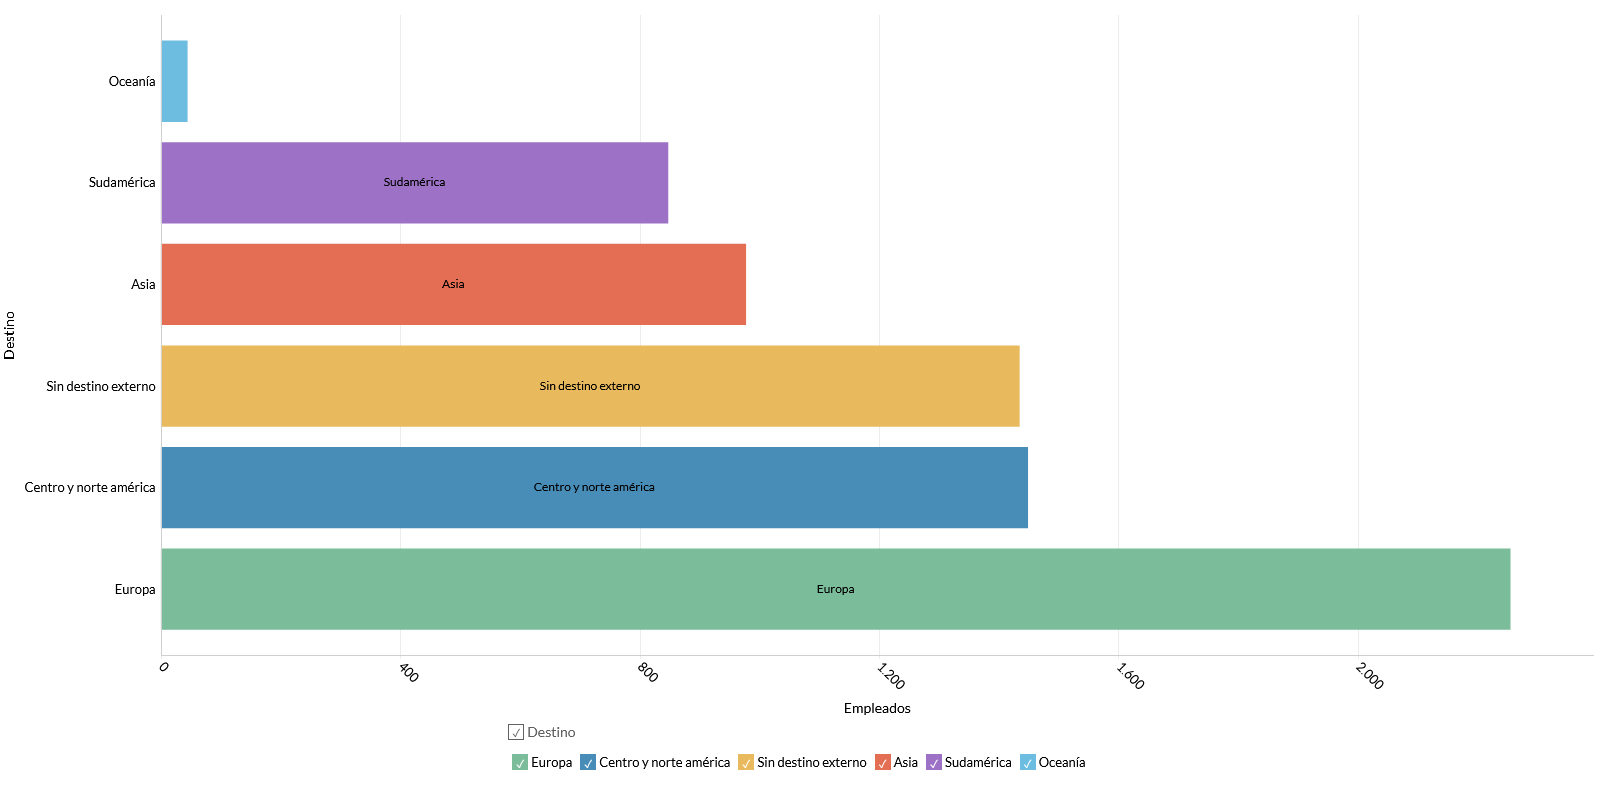 Oceanía
Sudamérica
Sudamérica
Asia
Asia
Destino
Sin destino externo
Sin destino externo
Centro y norte américa
Centro y norte américa
Europa
Europa
0
400
800
1.200
1.600
2.000
Empleados
Destino
Europa Centro y norte américa Sin destino externo Asia Sudamérica Oceanía